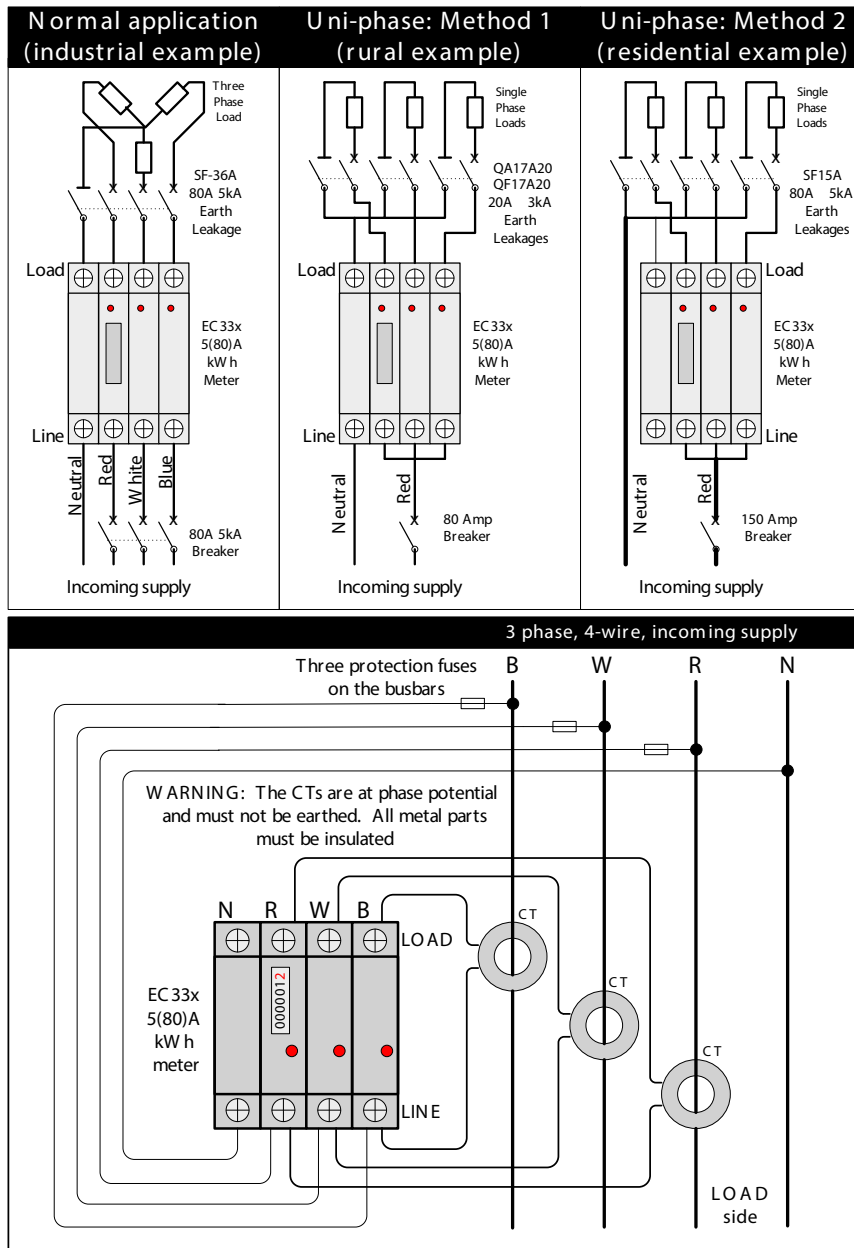 Normal application
(industrial example)
Three
Phase
Load
SF-36A
80A 5kA
Earth
Leakage
Load
EC33x
5(80)A
kWh
Meter
Line
Neutral
Red
White
Blue
80A 5kA
Breaker
Incoming supply
Uni-phase: Method 1
(rural example)
Single
Phase
Loads
QA17A20
QF17A20
20A 3kA
Earth
Leakages
Load
EC33x
5(80)A
kWh
Meter
Line
Neutral
Red
80 Amp
Breaker
Incoming supply
Uni-phase: Method 2
(residential example)
Single
Phase
Loads
SF15A
80A 5kA
Earth
Leakages
Load
EC33x
5(80)A
kWh
Meter
Line
Neutral
Red
150 Amp
Breaker
Incoming supply
3 phase, 4-wire, incoming supply
B W R N
Three protection fuses
on the busbars
WARNING: The CTs are at phase potential
and must not be earthed. All metal parts
must be insulated
N R W B
LOAD
CT
CT
CT
0000012
EC33x
5(80)A
kWh
meter
LINE
LOAD
side